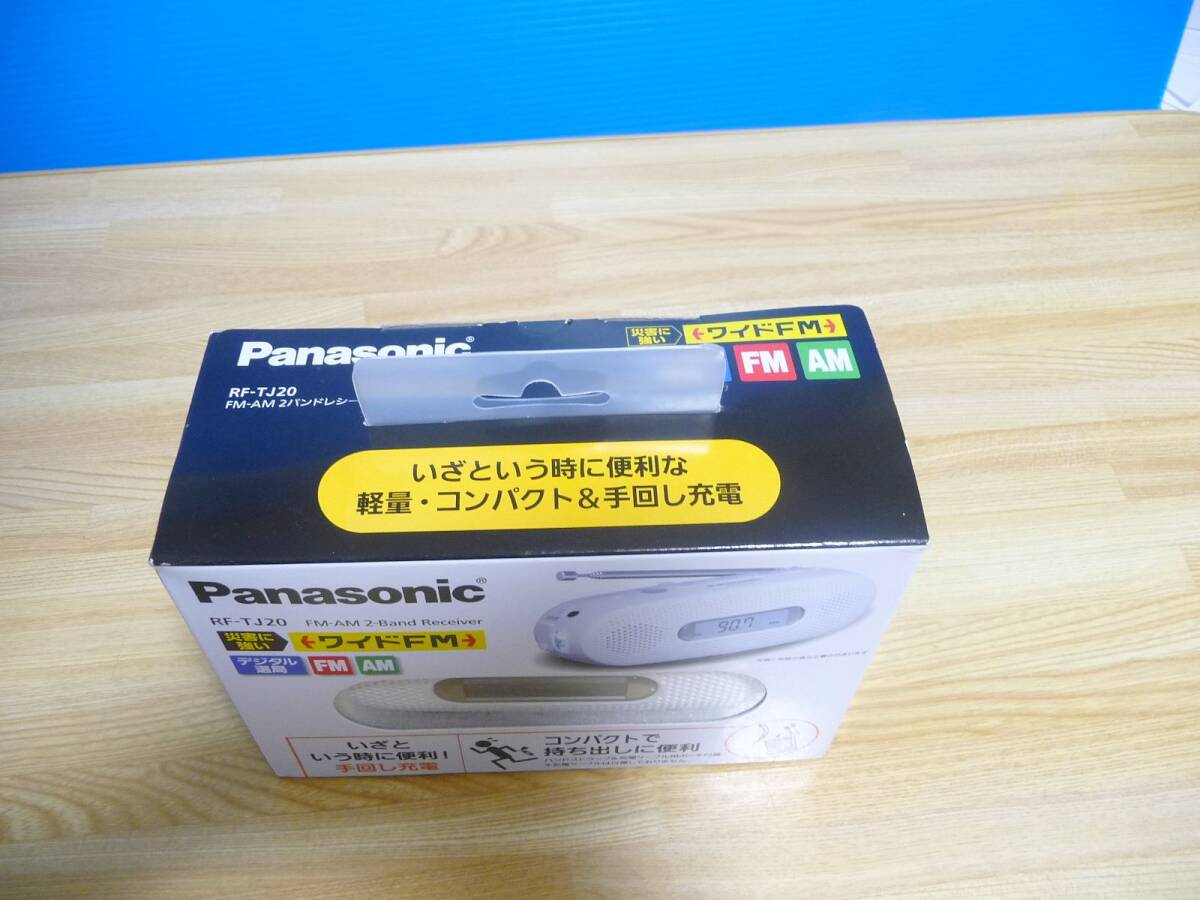 Panasonic®
RF-TJ20
FM-AM 2バンドレシー
災害に
強い
ワイドFM
FM
AM
いざという時に便利な
軽量・コンパクト&手回し充電
Panasonic®
RF-TJ20 FM-AM 2-Band Receiver
災害に
強い
ワイドFM
デジタル
選局
FM
AM
90.7
いざと
いう時に便利!
手回し充電
コンパクトで
持ち出しに便利